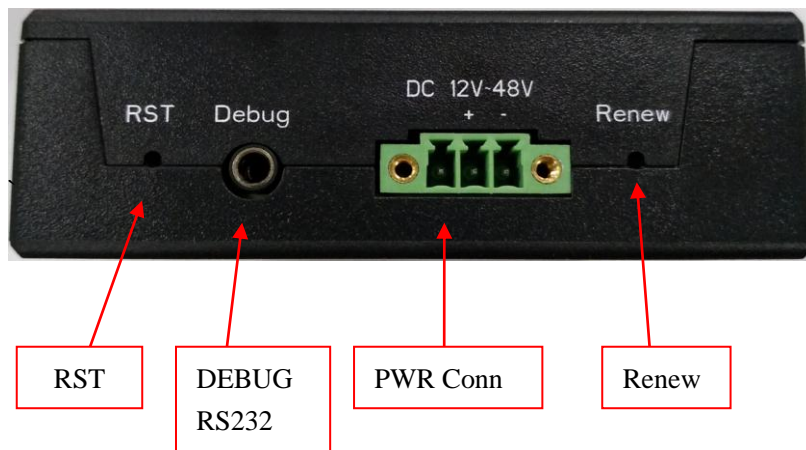 DC 12V~48V
RST Debug + - Renew
RST DEBUG PWR Conn Renew
RS232